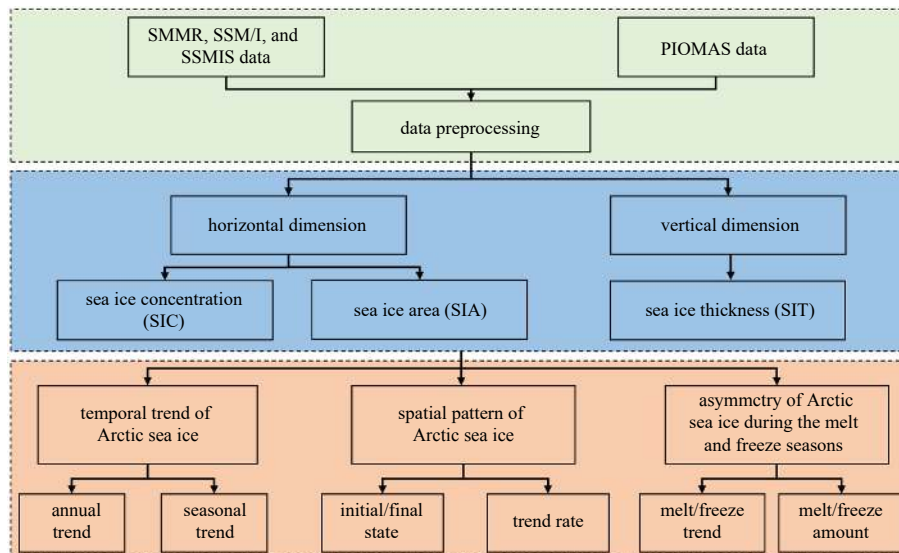 SMMR, SSM/I, and
SSMIS data
PIOMAS data
data preprocessing
horizontal dimension
vertical dimension
sea ice concentration
(SIC)
sea ice area (SIA)
sea ice thickness (SIT)
temporal trend of
Arctic sea ice
spatial pattern of
Arctic sea ice
asymmctry of Arctic
sea ice during the melt
and freeze seasons
annual
trend
seasonal
trend
initial/final
state
trend rate
melt/freeze
trend
melt/freeze
amount